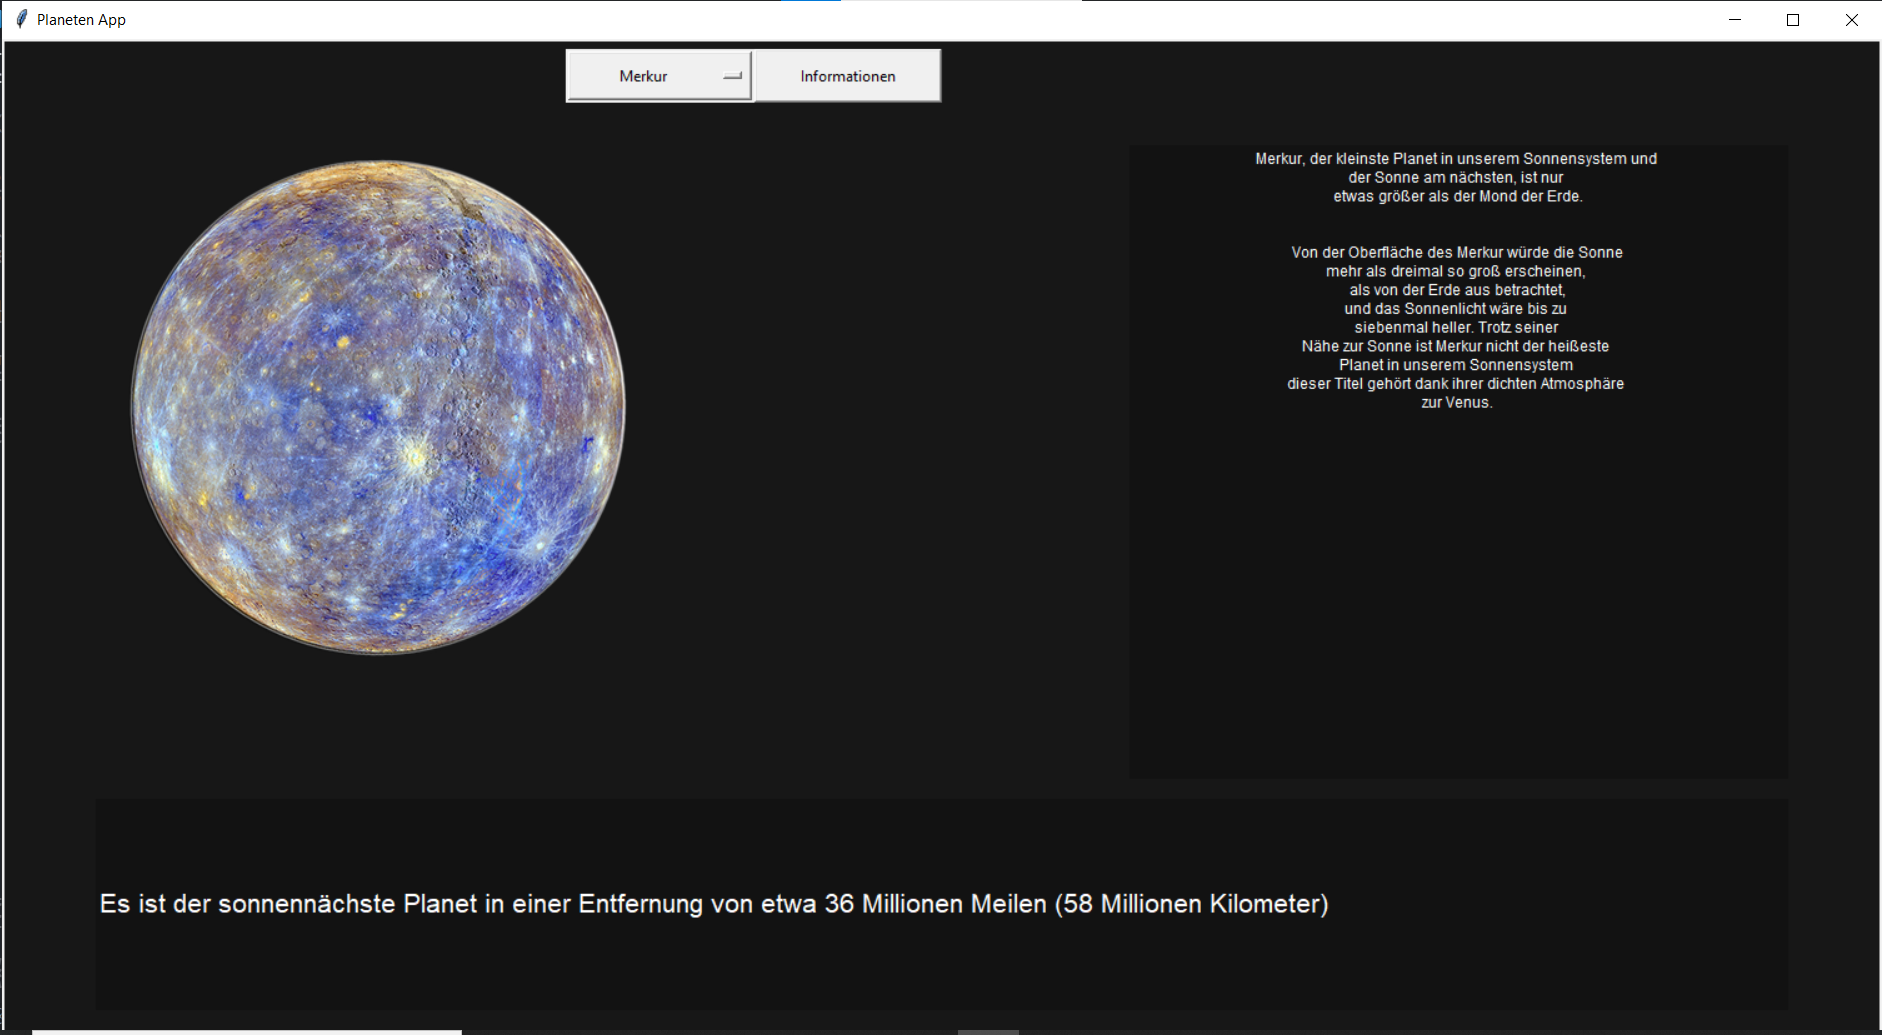 Planeten App
Merkur
Informationen
Merkur, der kleinste Planet in unserem Sonnensystem und
der Sonne am nächsten, ist nur
etwas größer als der Mond der Erde.
Von der Oberfläche des Merkur würde die Sonne
mehr als dreimal so groß erscheinen,
als von der Erde aus betrachtet,
und das Sonnenlicht wäre bis zu
siebenmal heller. Trotz seiner
Nähe zur Sonne ist Merkur nicht der heißeste
Planet in unserem Sonnensystem
dieser Titel gehört dank ihrer dichten Atmosphäre
zur Venus.
Es ist der sonnennächste Planet in einer Entfernung von etwa 36 Millionen Meilen (58 Millionen Kilometer)